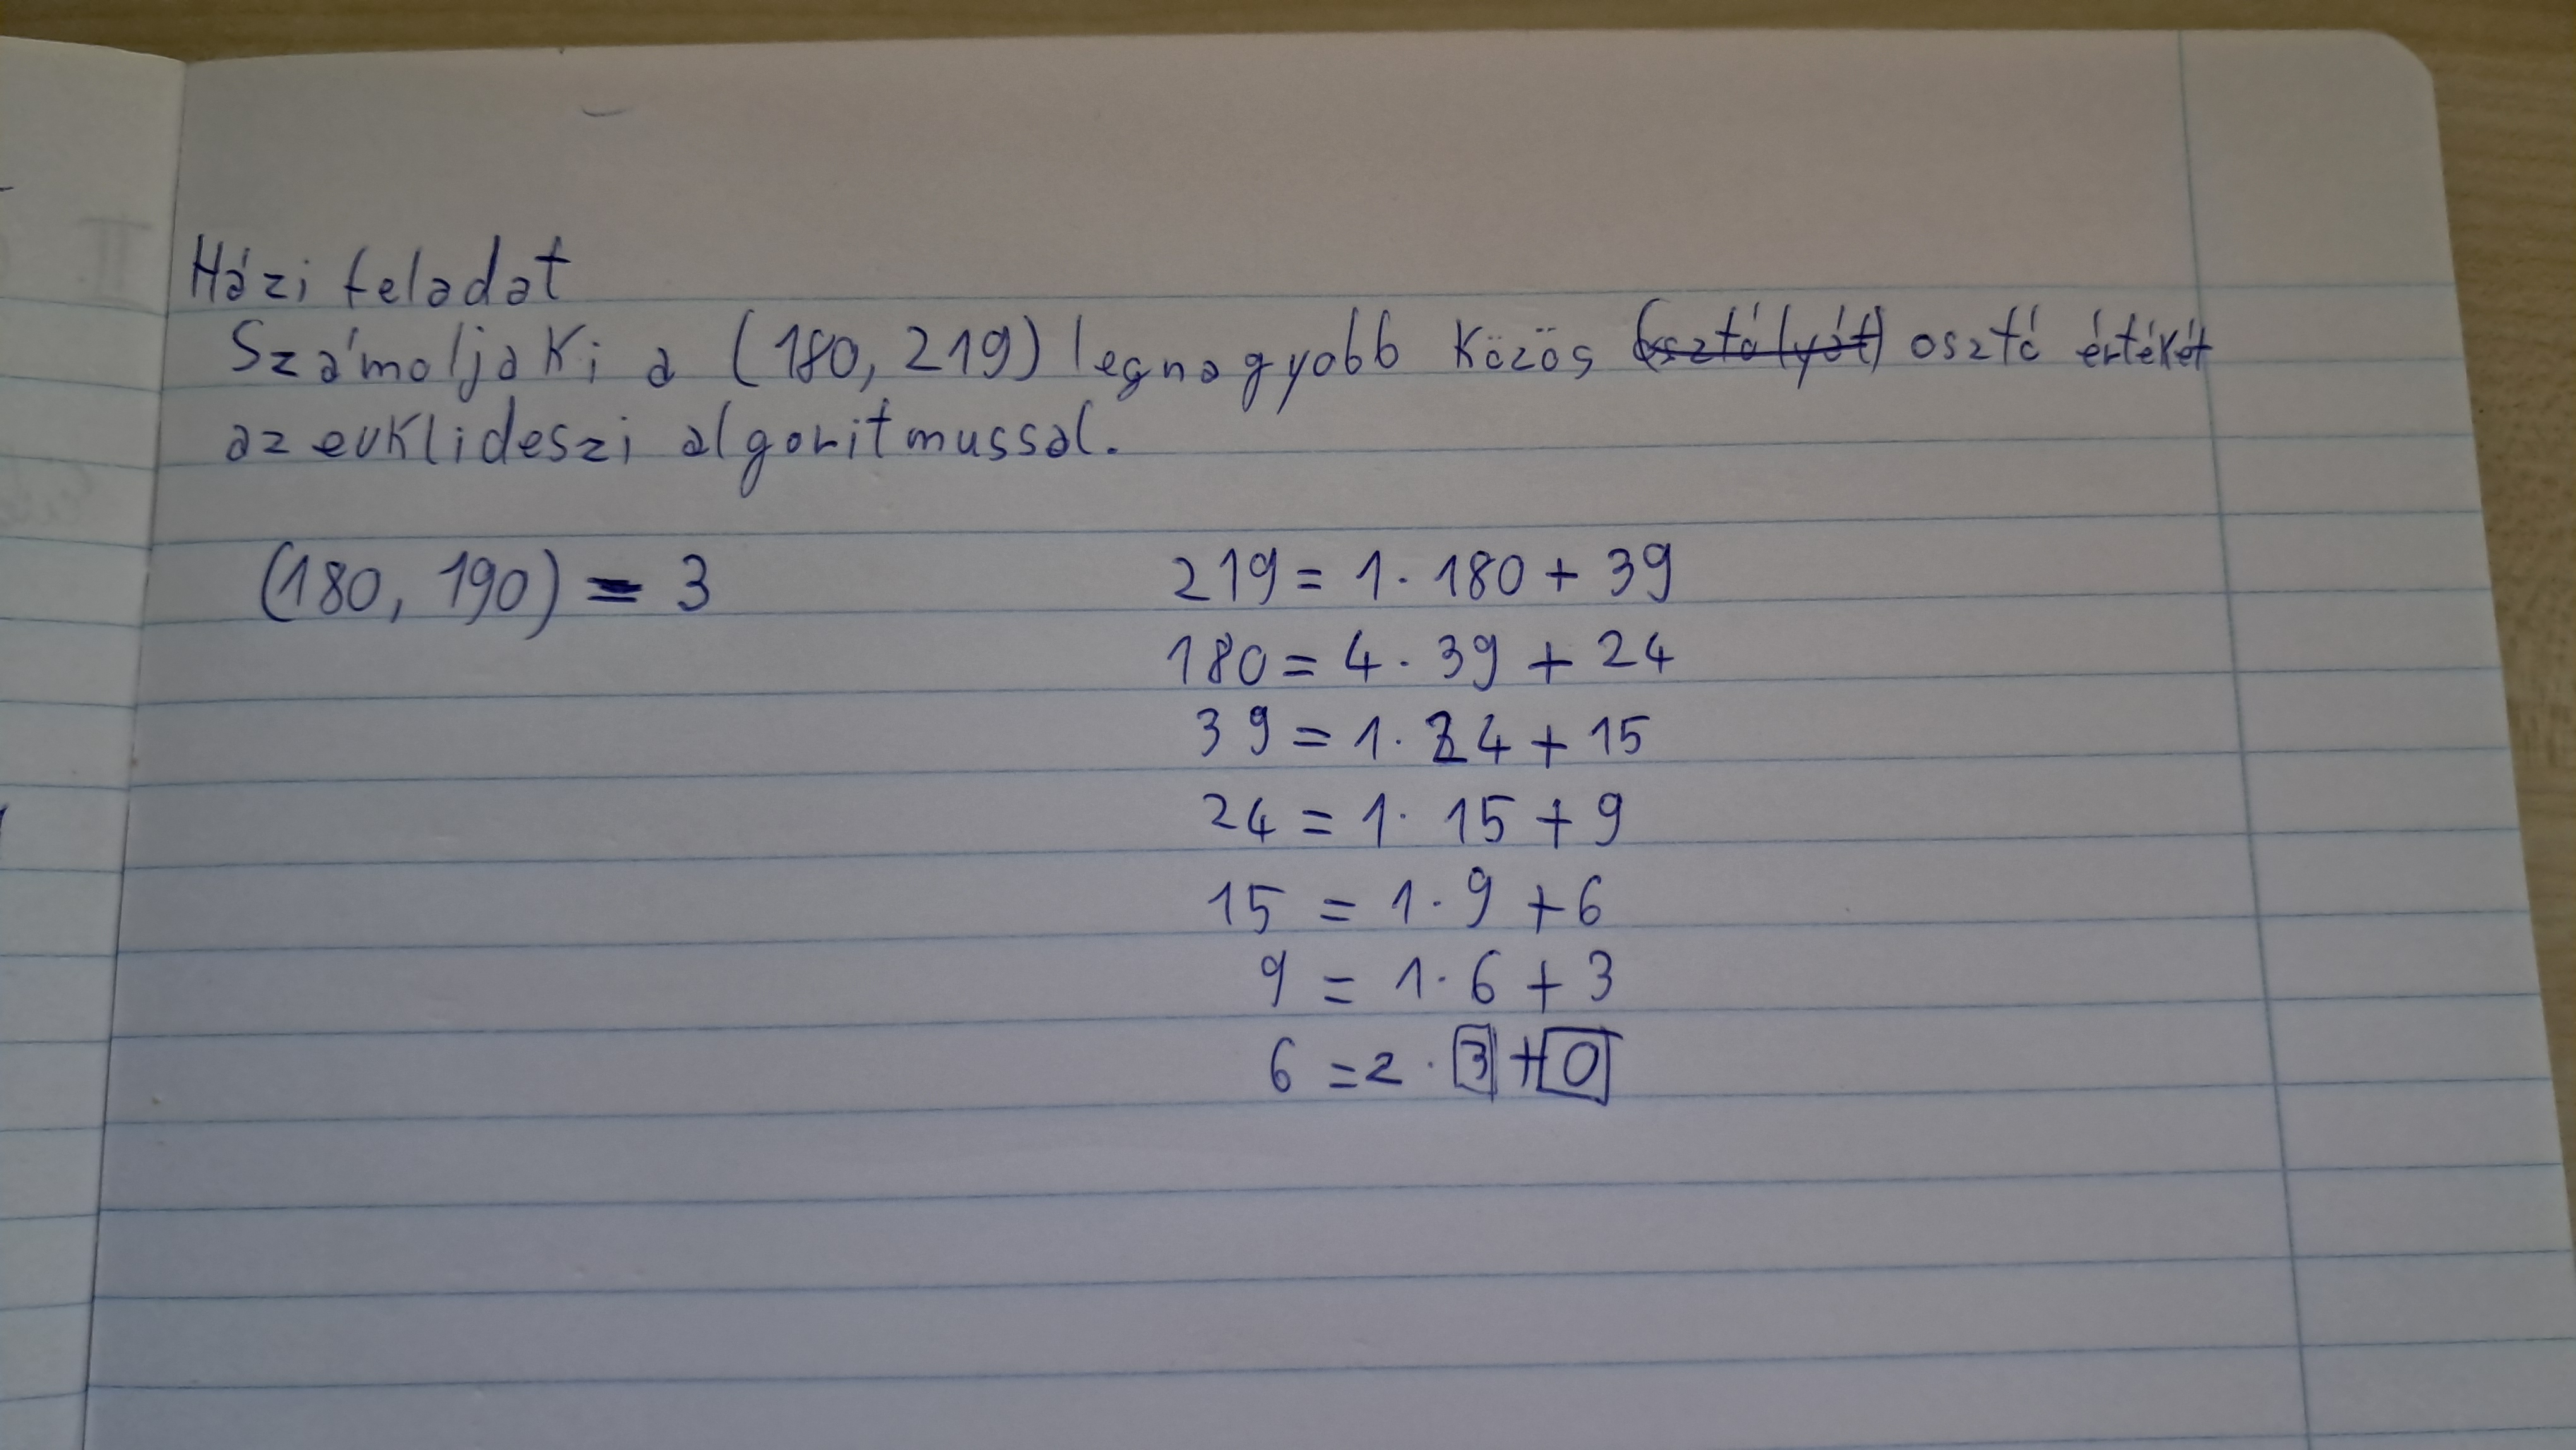 Házi feladat
Számolja ki a (180, 219) legnagyobb közös (osztályát) osztó értékét
az euklideszi algoritmussal.
(180, 190) = 3
219 = 1 · 180 + 39
180 = 4 · 39 + 24
39 = 1 · 24 + 15
24 = 1 · 15 + 9
15 = 1 · 9 + 6
9 = 1 · 6 + 3
6 = 2 · 3 + 0